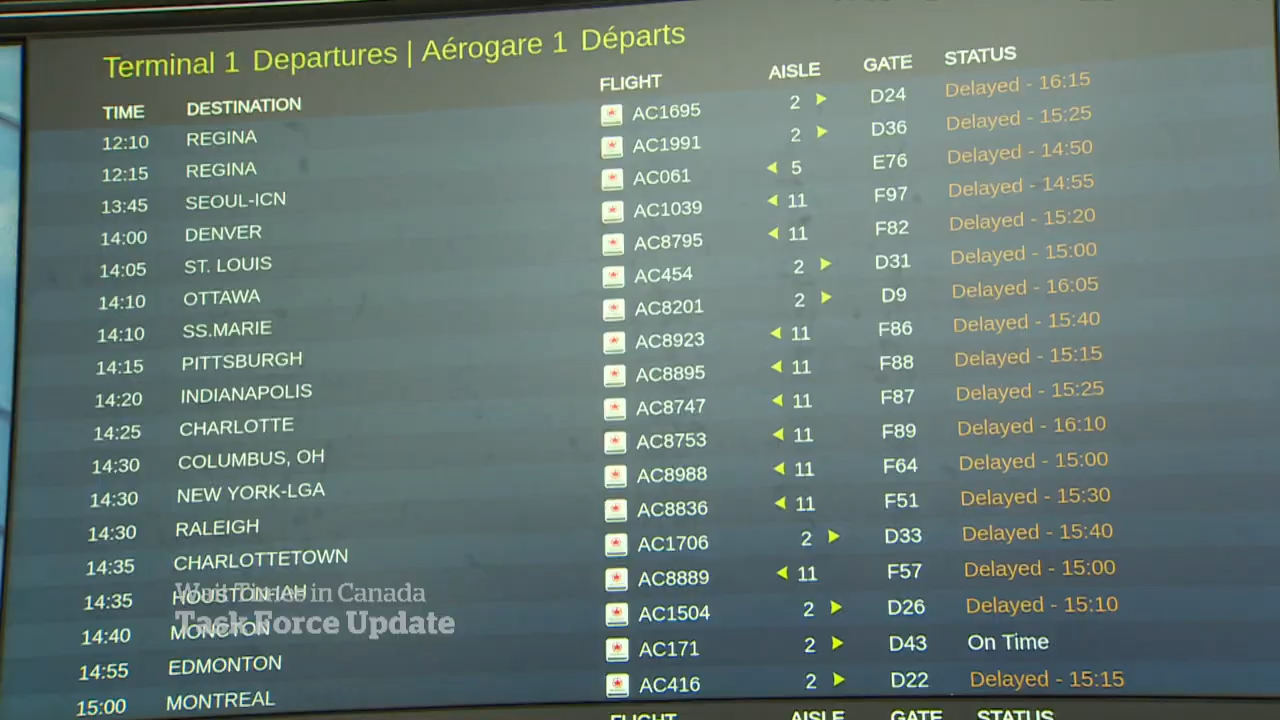 Terminal 1 Departures | Aérogare 1 Départs
TIME DESTINATION FLIGHT AISLE GATE STATUS
12:10 REGINA AC1695 2 ▶ D24 Delayed - 16:15
12:15 REGINA AC1991 2 ▶ D36 Delayed - 15:25
13:45 SEOUL-ICN AC061 ◀ 5 E76 Delayed - 14:50
14:00 DENVER AC1039 ◀ 11 F97 Delayed - 14:55
14:05 ST. LOUIS AC8795 ◀ 11 F82 Delayed - 15:20
14:10 OTTAWA AC454 2 ▶ D31 Delayed - 15:00
14:10 SS.MARIE AC8201 2 ▶ D9 Delayed - 16:05
14:15 PITTSBURGH AC8923 ◀ 11 F86 Delayed - 15:40
14:20 INDIANAPOLIS AC8895 ◀ 11 F88 Delayed - 15:15
14:25 CHARLOTTE AC8747 ◀ 11 F87 Delayed - 15:25
14:30 COLUMBUS, OH AC8753 ◀ 11 F89 Delayed - 16:10
14:30 NEW YORK-LGA AC8988 ◀ 11 F64 Delayed - 15:00
14:30 RALEIGH AC8836 ◀ 11 F51 Delayed - 15:30
14:35 CHARLOTTETOWN AC1706 2 ▶ D33 Delayed - 15:40
14:35 HOUSTON-IAH AC8889 ◀ 11 F57 Delayed - 15:00
14:40 MONCTON AC1504 2 ▶ D26 Delayed - 15:10
14:55 EDMONTON AC171 2 ▶ D43 On Time
15:00 MONTREAL AC416 2 ▶ D22 Delayed - 15:15
Wait Times in Canada
Task Force Update
FLIGHT AISLE GATE STATUS